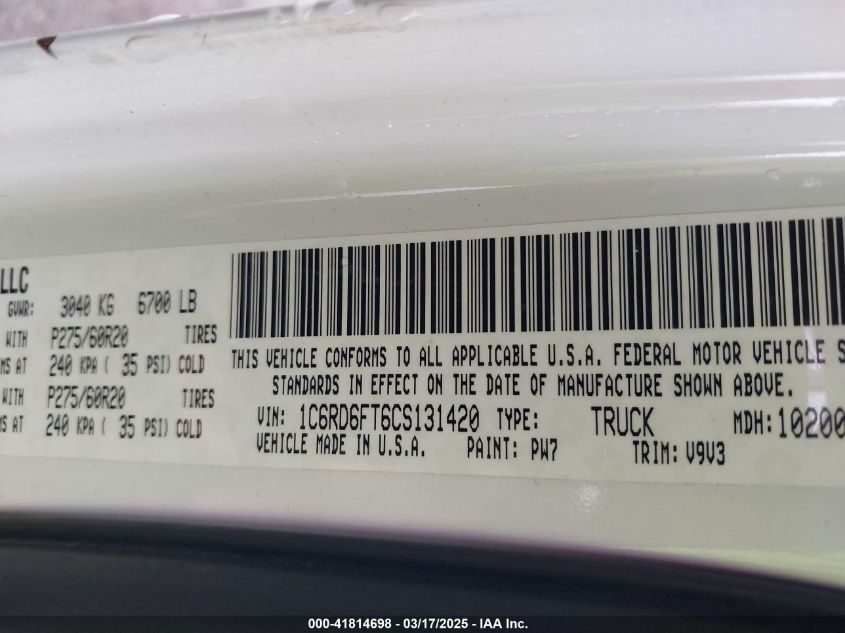 LLC
GVWR: 3040 KG 6700 LB
WITH P275/60R20 TIRES
MS AT 240 KPA ( 35 PSI) COLD
WITH P275/60R20 TIRES
MS AT 240 KPA ( 35 PSI) COLD
THIS VEHICLE CONFORMS TO ALL APPLICABLE U.S.A. FEDERAL MOTOR VEHICLE S
STANDARDS IN EFFECT ON THE DATE OF MANUFACTURE SHOWN ABOVE.
VIN: 1C6RD6FT6CS131420 TYPE: TRUCK MDH: 10200
VEHICLE MADE IN U.S.A. PAINT: PW7 TRIM: V9V3
000-41814698 - 03/17/2025 - IAA Inc.